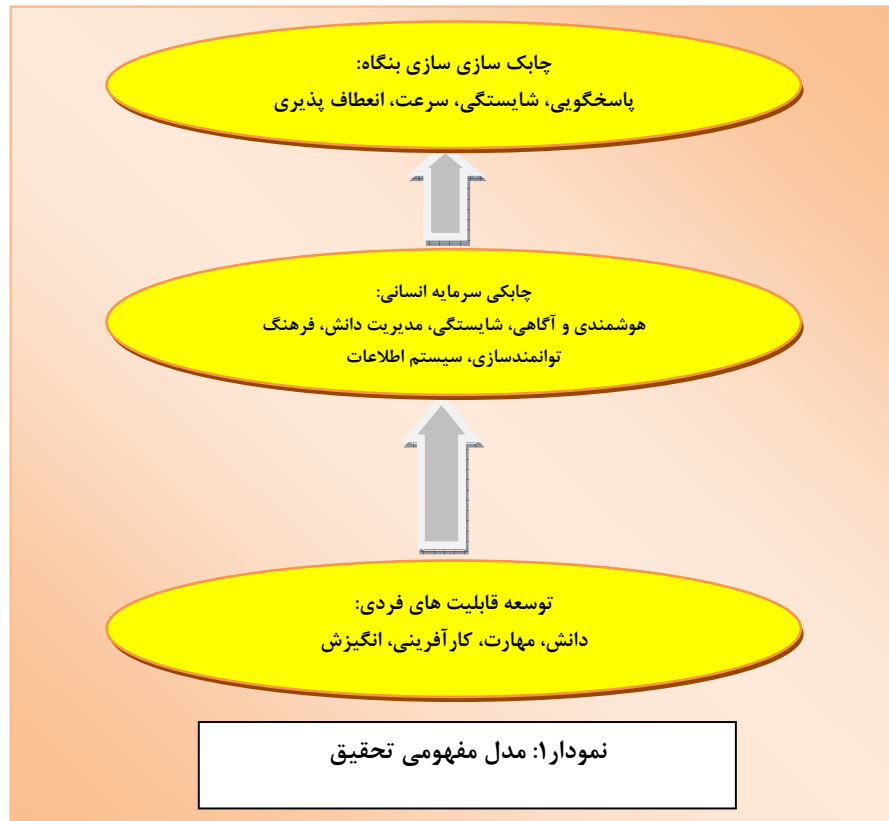 چابک سازی سازی بنگاه:
پاسخگویی، شایستگی، سرعت، انعطاف پذیری
چابکی سرمایه انسانی:
هوشمندی و آگاهی، شایستگی، مدیریت دانش، فرهنگ
توانمندسازی، سیستم اطلاعات
توسعه قابلیت های فردی:
دانش، مهارت، کارآفرینی، انگیزش
نمودار۱: مدل مفهومی تحقیق